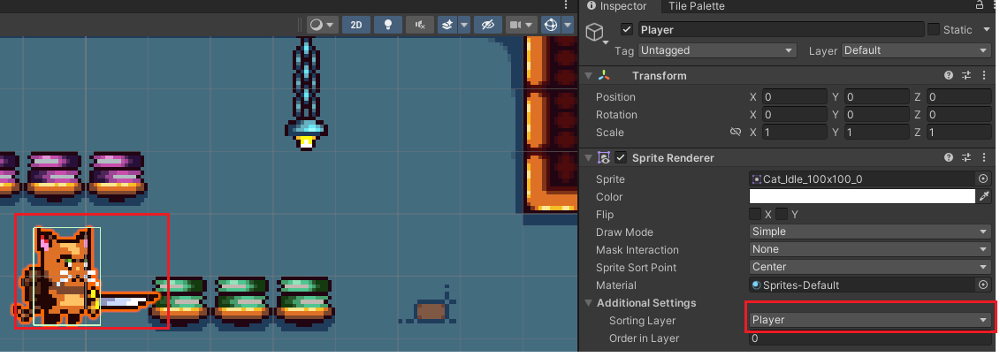 Inspector Tile Palette
2D
Player Static
Tag Untagged Layer Default
Transform
Position X 0 Y 0 Z 0
Rotation X 0 Y 0 Z 0
Scale X 1 Y 1 Z 1
Sprite Renderer
Sprite Cat_Idle_100x100_0
Color
Flip X Y
Draw Mode Simple
Mask Interaction None
Sprite Sort Point Center
Material Sprites-Default
Additional Settings
Sorting Layer Player
Order in Layer 0